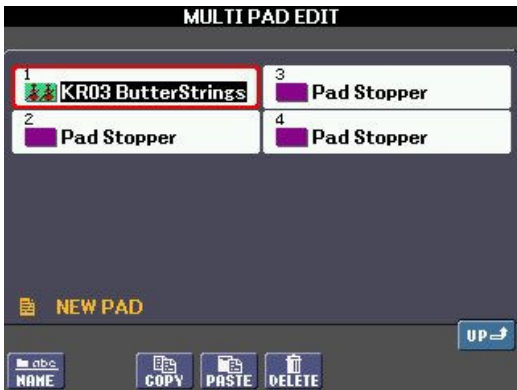 MULTI PAD EDIT
1
KR03 ButterStrings
3
Pad Stopper
2
Pad Stopper
4
Pad Stopper
NEW PAD
UP
abc
NAME
COPY
PASTE
DELETE